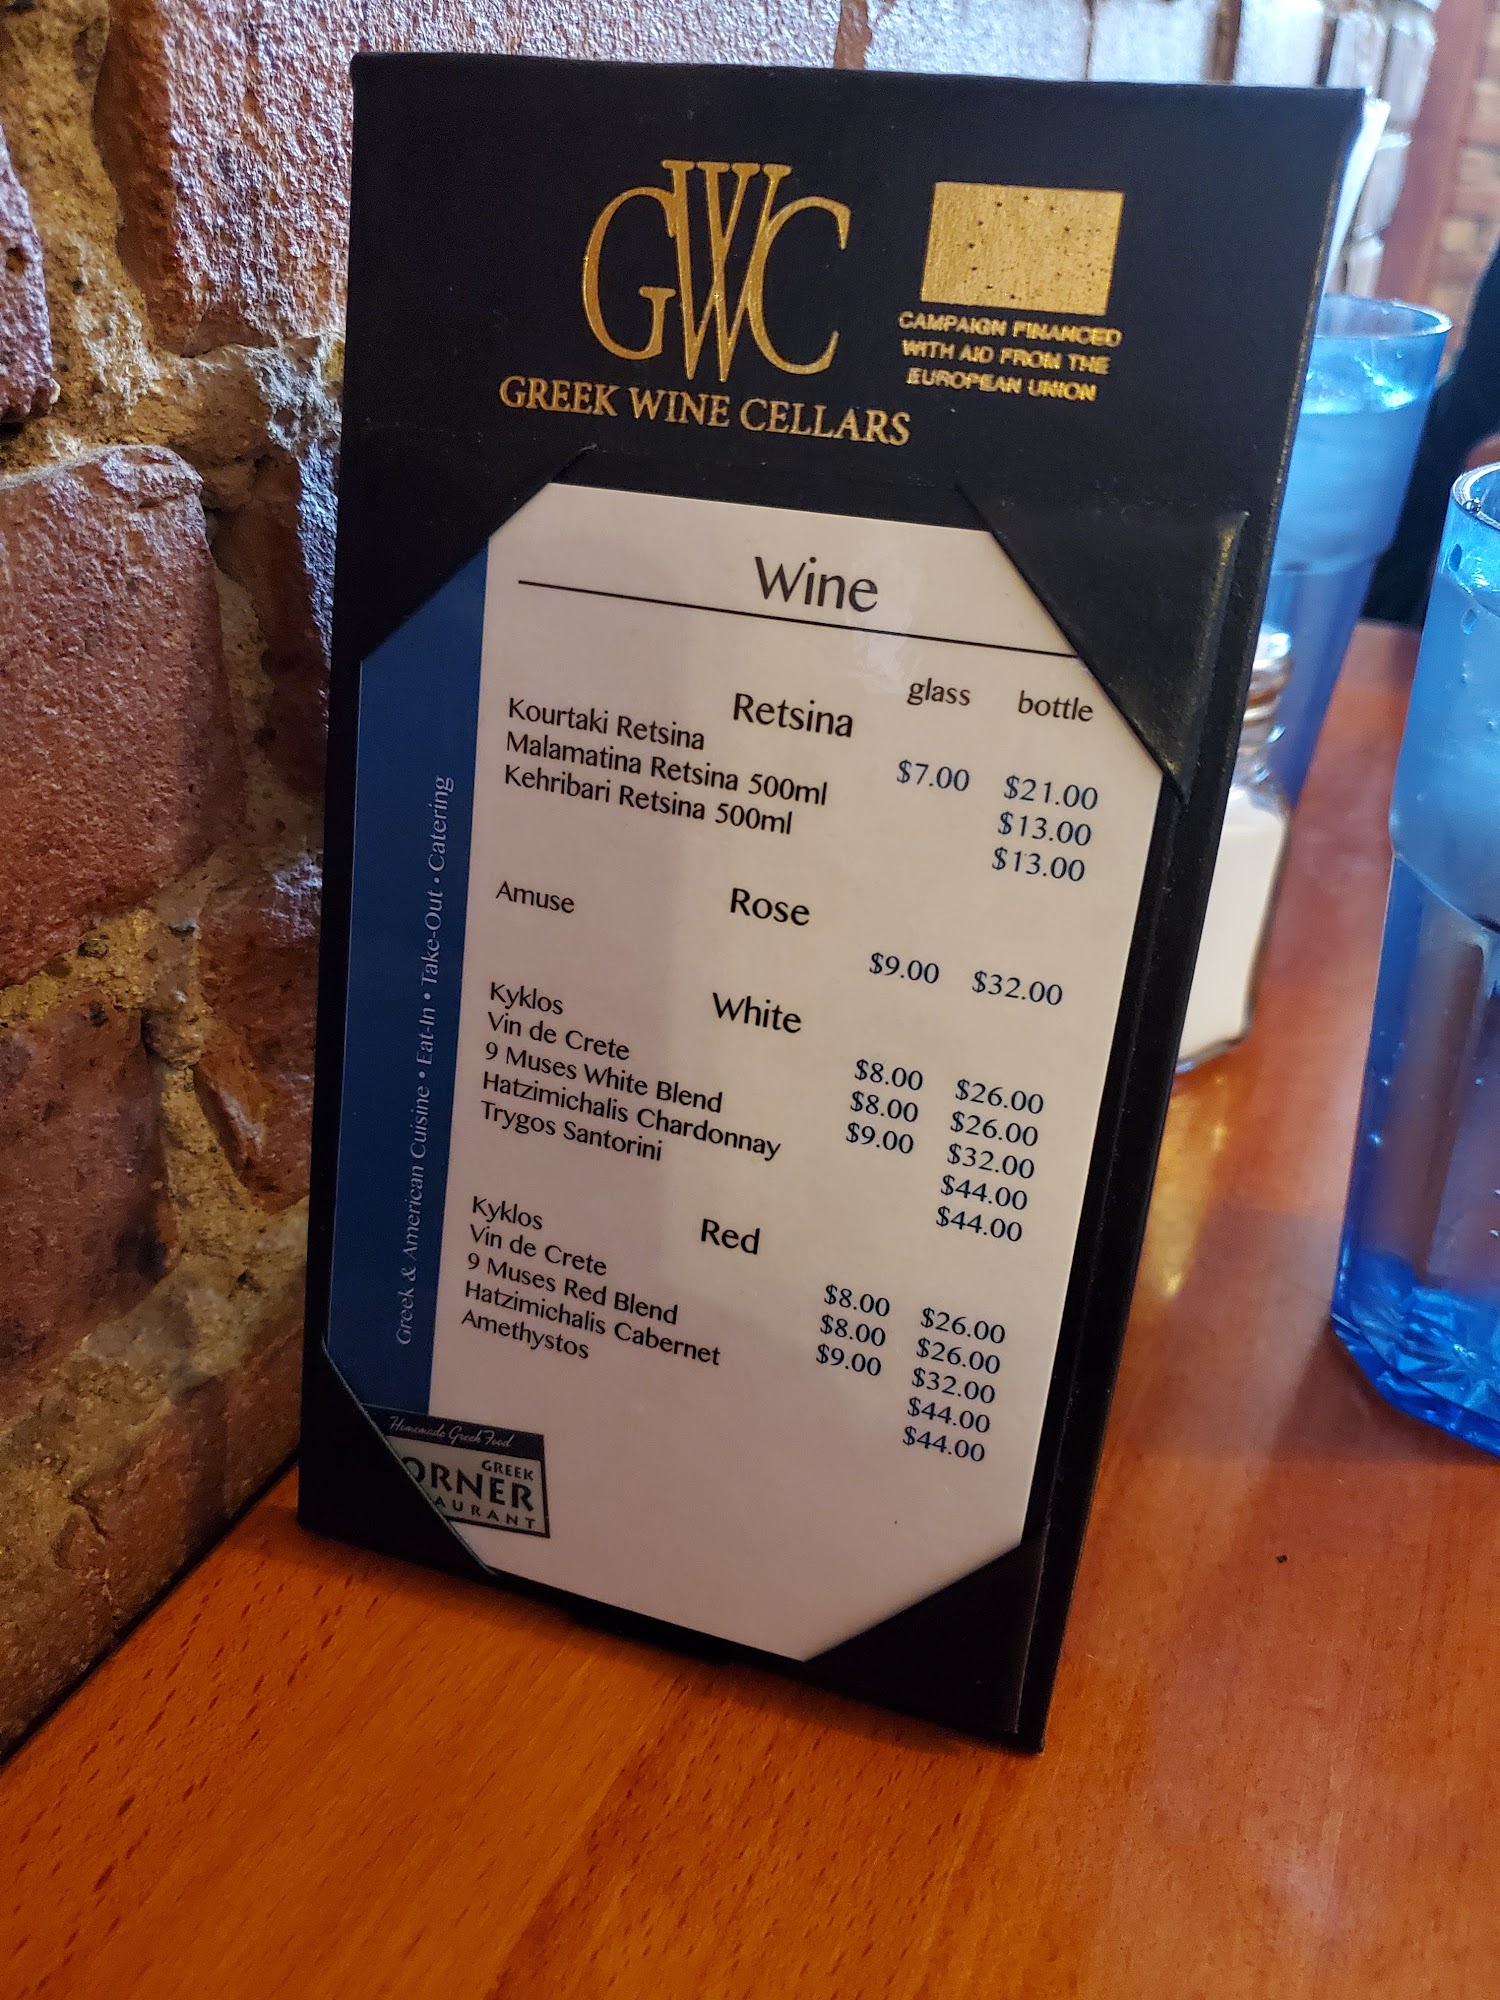 GWC
GREEK WINE CELLARS
CAMPAIGN FINANCED
WITH AID FROM THE
EUROPEAN UNION
Wine
glass bottle
Retsina
Kourtaki Retsina $7.00 $21.00
Malamatina Retsina 500ml $13.00
Kehribari Retsina 500ml $13.00
Rose
Amuse $9.00 $32.00
White
Kyklos $8.00 $26.00
Vin de Crete $8.00 $26.00
9 Muses White Blend $9.00 $32.00
Hatzimichalis Chardonnay $44.00
Trygos Santorini $44.00
Red
Kyklos $8.00 $26.00
Vin de Crete $8.00 $26.00
9 Muses Red Blend $9.00 $32.00
Hatzimichalis Cabernet $44.00
Amethystos $44.00
Greek & American Cuisine • Eat-In • Take-Out • Catering
Homemade Greek Food
GREEK
ORNER
AURANT